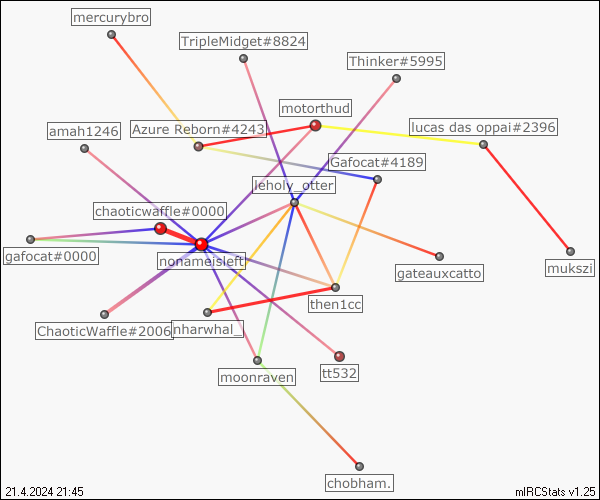 mercurybro
TripleMidget#8824
Thinker#5995
motorthud
amah1246
Azure Reborn#4243
lucas das oppai#2396
Gafocat#4189
leholy_otter
chaoticwaffle#0000
gafocat#0000
nonameisleft
gateauxcatto
mukszi
then1cc
ChaoticWaffle#2006
nharwhal_
moonraven
tt532
chobham.
21.4.2024 21:45
mIRCStats v1.25